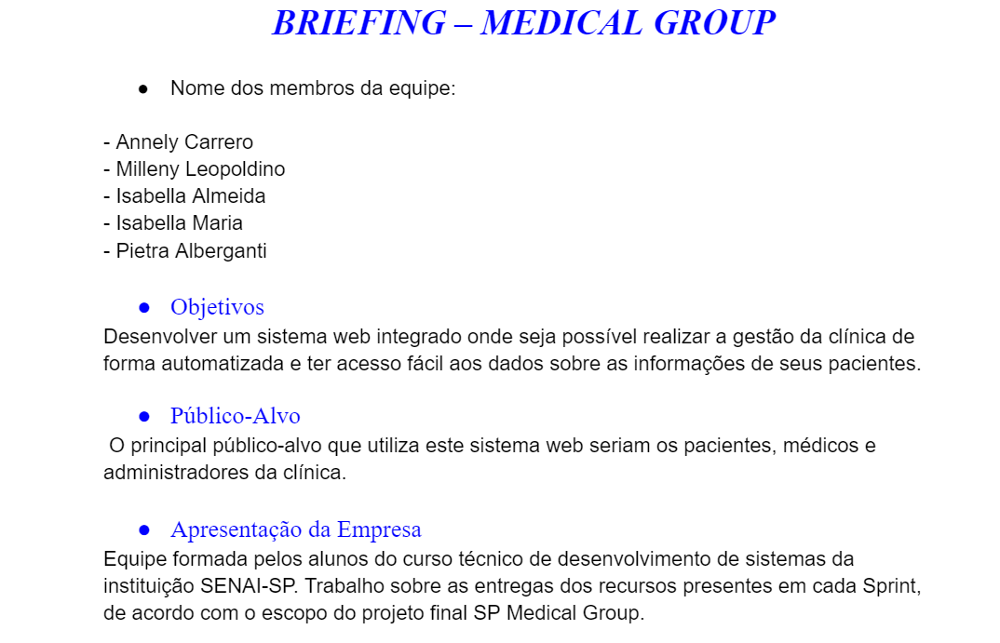 BRIEFING – MEDICAL GROUP
● Nome dos membros da equipe:
- Annely Carrero
- Milleny Leopoldino
- Isabella Almeida
- Isabella Maria
- Pietra Alberganti
● Objetivos
Desenvolver um sistema web integrado onde seja possível realizar a gestão da clínica de
forma automatizada e ter acesso fácil aos dados sobre as informações de seus pacientes.
● Público-Alvo
O principal público-alvo que utiliza este sistema web seriam os pacientes, médicos e
administradores da clínica.
● Apresentação da Empresa
Equipe formada pelos alunos do curso técnico de desenvolvimento de sistemas da
instituição SENAI-SP. Trabalho sobre as entregas dos recursos presentes em cada Sprint,
de acordo com o escopo do projeto final SP Medical Group.